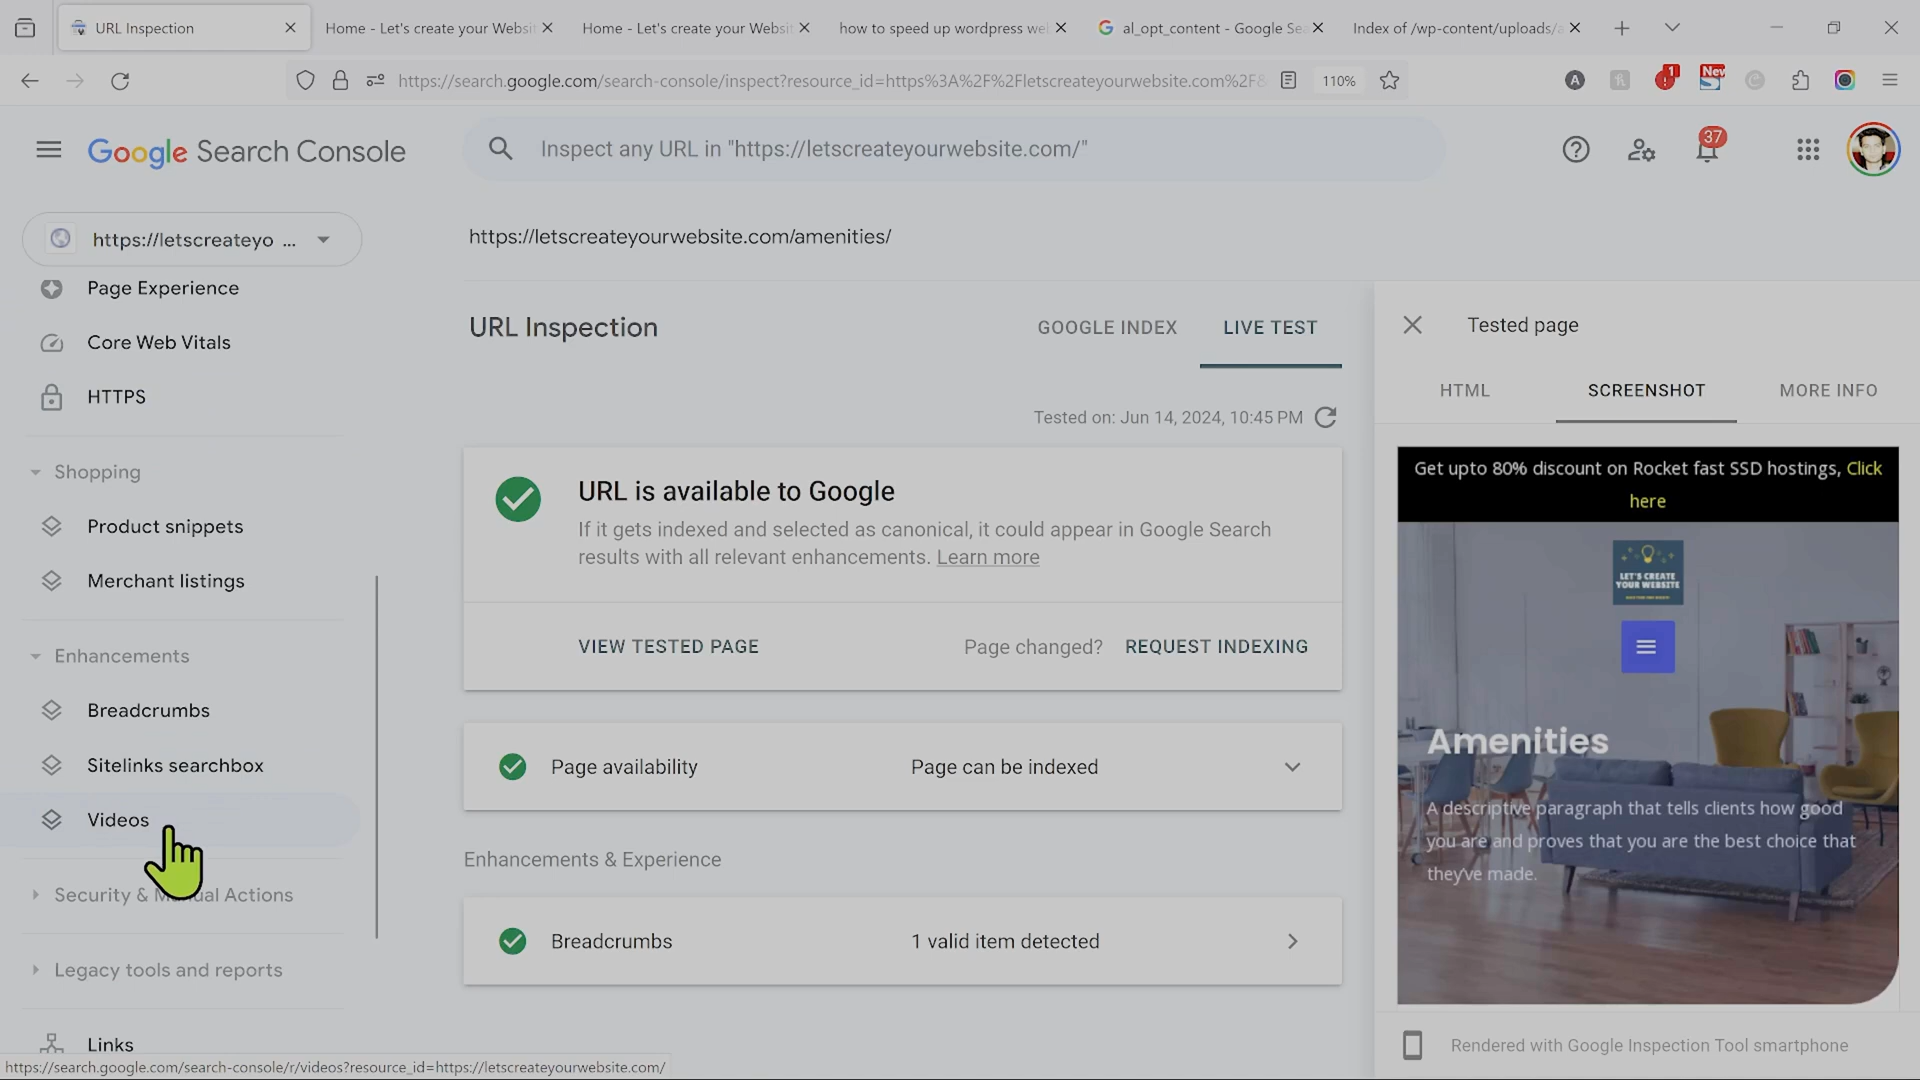 URL Inspection
Home - Let's create your Websi
Home - Let's create your Websi
how to speed up wordpress we
al_opt_content - Google Se
Index of /wp-content/uploads/
https://search.google.com/search-console/inspect?resource_id=https%3A%2F%2Fletscreateyourwebsite.com%2F&
110%
A
1
New
Google Search Console
Inspect any URL in "https://letscreateyourwebsite.com/"
37
https://letscreateyo ...
https://letscreateyourwebsite.com/amenities/
Page Experience
Core Web Vitals
HTTPS
Shopping
Product snippets
Merchant listings
Enhancements
Breadcrumbs
Sitelinks searchbox
Videos
Security & Manual Actions
Legacy tools and reports
Links
https://search.google.com/search-console/r/videos?resource_id=https://letscreateyourwebsite.com/
URL Inspection
GOOGLE INDEX
LIVE TEST
Tested on: Jun 14, 2024, 10:45 PM
URL is available to Google
If it gets indexed and selected as canonical, it could appear in Google Search
results with all relevant enhancements. Learn more
VIEW TESTED PAGE
Page changed?
REQUEST INDEXING
Page availability
Page can be indexed
Enhancements & Experience
Breadcrumbs
1 valid item detected
Tested page
HTML
SCREENSHOT
MORE INFO
Get upto 80% discount on Rocket fast SSD hostings, Click
here
LET'S CREATE
YOUR WEBSITE
Amenities
A descriptive paragraph that tells clients how good
you are and proves that you are the best choice that
they've made.
Rendered with Google Inspection Tool smartphone